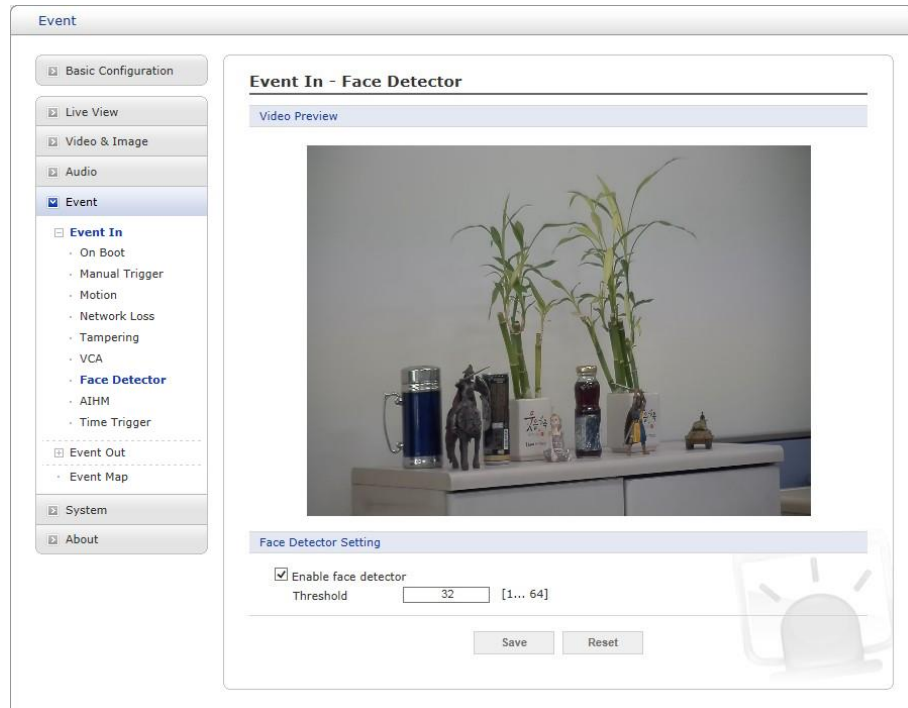 Event
Basic Configuration
Live View
Video & Image
Audio
Event
Event In
On Boot
Manual Trigger
Motion
Network Loss
Tampering
VCA
Face Detector
AIHM
Time Trigger
Event Out
Event Map
System
About
Event In - Face Detector
Video Preview
Face Detector Setting
Enable face detector
Threshold 32 [1... 64]
Save Reset